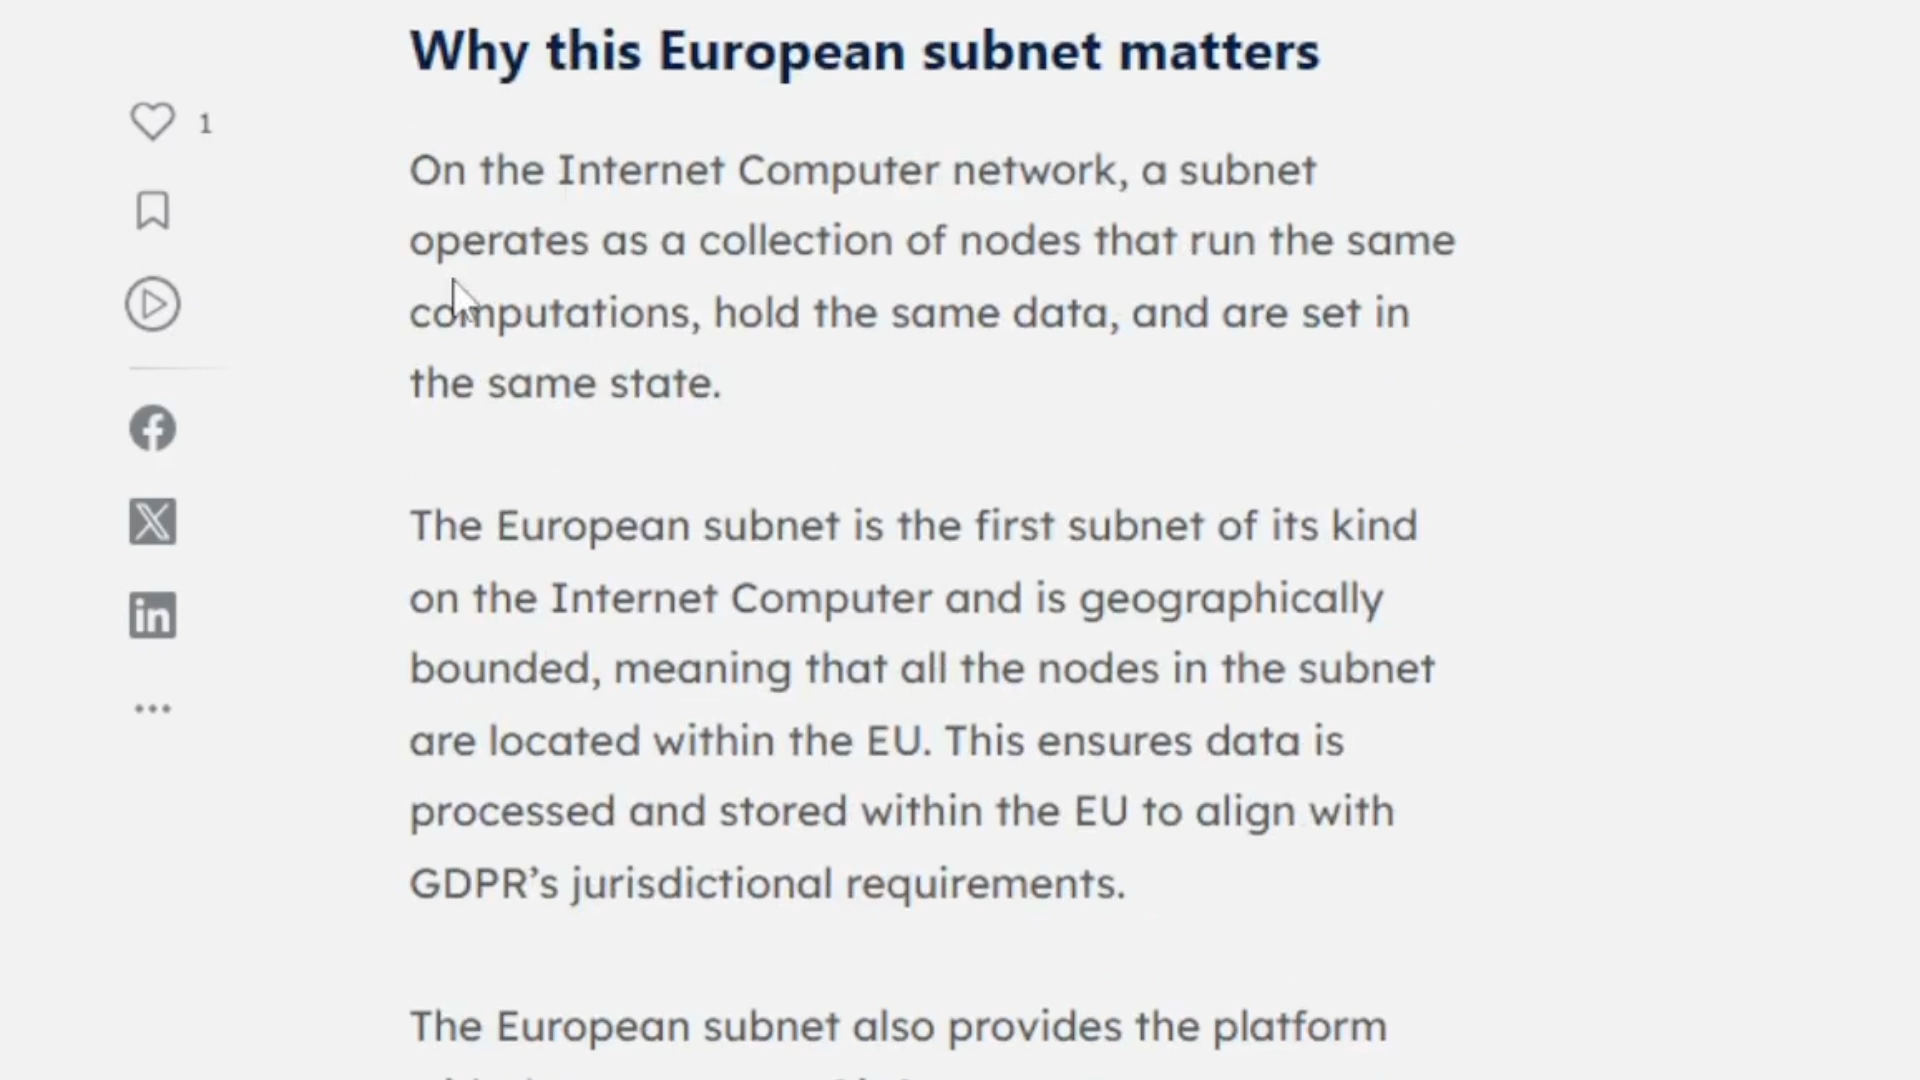 Why this European subnet matters
1
On the Internet Computer network, a subnet
operates as a collection of nodes that run the same
computations, hold the same data, and are set in
the same state.
The European subnet is the first subnet of its kind
on the Internet Computer and is geographically
bounded, meaning that all the nodes in the subnet
are located within the EU. This ensures data is
processed and stored within the EU to align with
GDPR’s jurisdictional requirements.
The European subnet also provides the platform